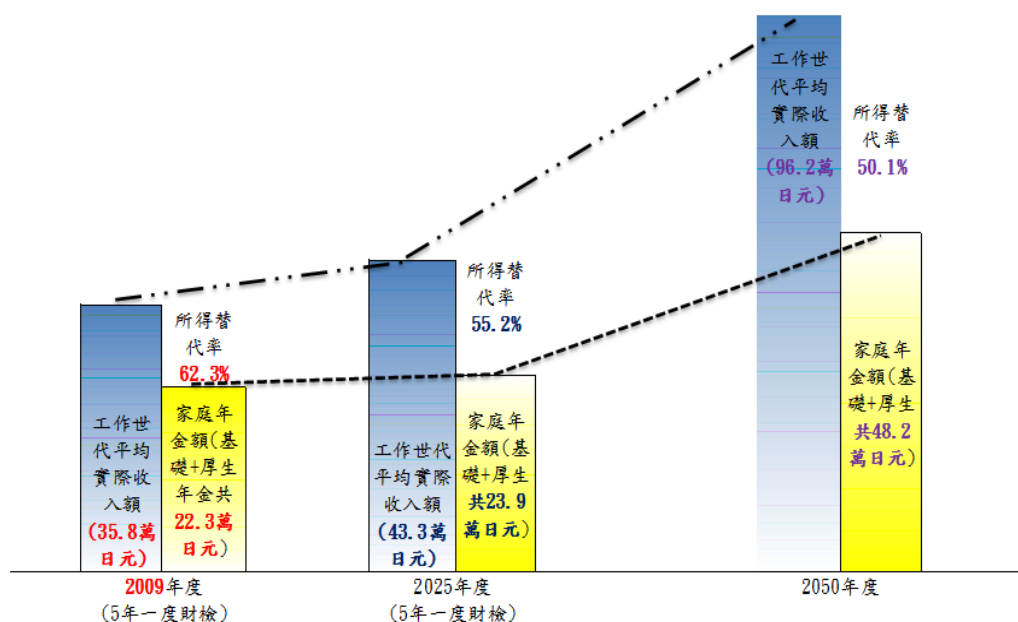 工作世
代平均
實際收
入額
(35.8萬
日元)
所得替
代率
62.3%
家庭年
金額(基
礎+厚生
年金共
22.3萬
日元)
工作世代
平均實際
收入額
(43.3萬
日元)
所得替
代率
55.2%
家庭年
金額(基
礎+厚生
共23.9
萬日元)
工作世
代平均
實際收
入額
(96.2萬
日元)
所得替
代率
50.1%
家庭年
金額(基
礎+厚生
共48.2
萬日元)
2009年度
(5年一度財檢)
2025年度
(5年一度財檢)
2050年度